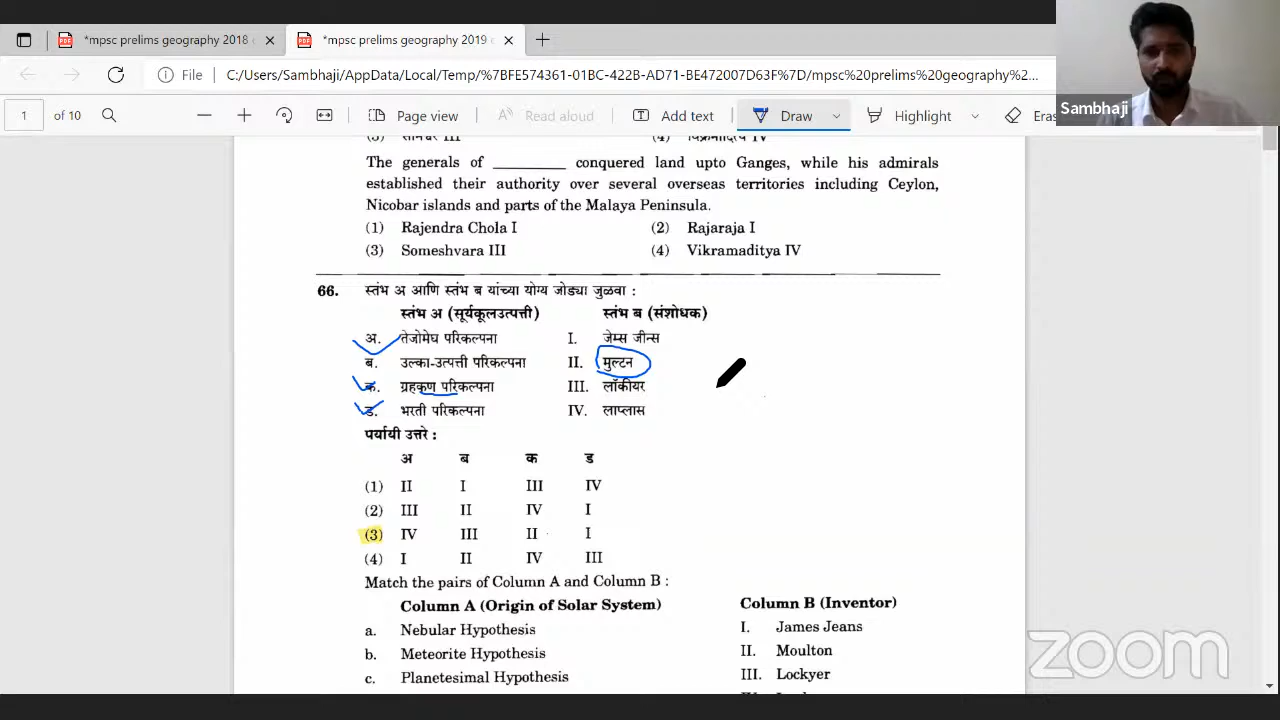 *mpsc prelims geography 2018
*mpsc prelims geography 2019
File C:/Users/Sambhaji/AppData/Local/Temp/%7BFE574361-01BC-422B-AD71-BE472007D63F%7D/mpsc%20prelims%20geography%2...
Sambhaji
1 of 10 Page view Read aloud Add text Draw Highlight
The generals of ________ conquered land upto Ganges, while his admirals
established their authority over several overseas territories including Ceylon,
Nicobar islands and parts of the Malaya Peninsula.
(1) Rajendra Chola I (2) Rajaraja I
(3) Someshvara III (4) Vikramaditya IV
66. स्तंभ अ आणि स्तंभ ब यांच्या योग्य जोड्या जुळवा :
स्तंभ अ (सूर्यकूलउत्पत्ती) स्तंभ ब (संशोधक)
अ. तेजोमेघ परिकल्पना I. जेम्स जीन्स
ब. उल्का-उत्पत्ती परिकल्पना II. मुल्टन
क. ग्रहकण परिकल्पना III. लॉकीयर
ड. भरती परिकल्पना IV. लाप्लास
पर्यायी उत्तरे :
अ ब क ड
(1) II I III IV
(2) III II IV I
(3) IV III II I
(4) I II IV III
Match the pairs of Column A and Column B :
Column A (Origin of Solar System) Column B (Inventor)
a. Nebular Hypothesis I. James Jeans
b. Meteorite Hypothesis II. Moulton
c. Planetesimal Hypothesis III. Lockyer
zoom